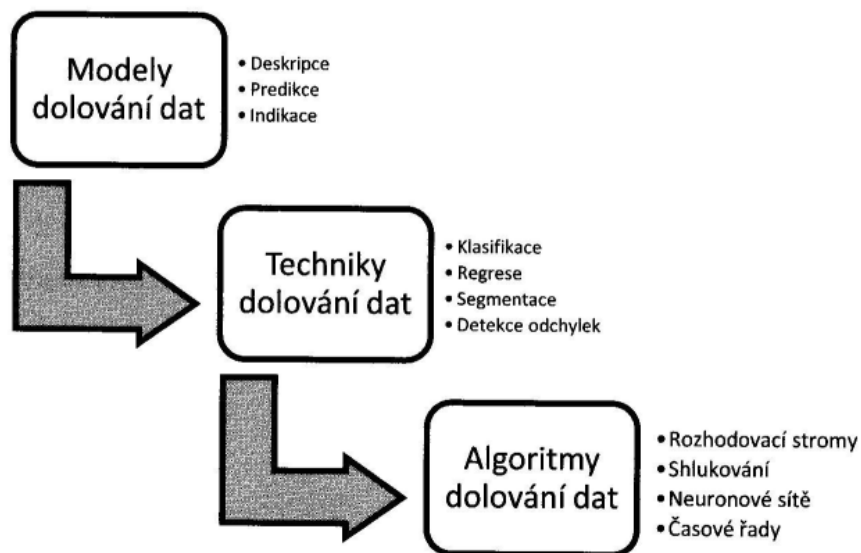 Modely
dolování dat
• Deskripce
• Predikce
• Indikace
Techniky
dolování dat
• Klasifikace
• Regrese
• Segmentace
• Detekce odchylek
Algoritmy
dolování dat
• Rozhodovací stromy
• Shlukování
• Neuronové sítě
• Časové řady